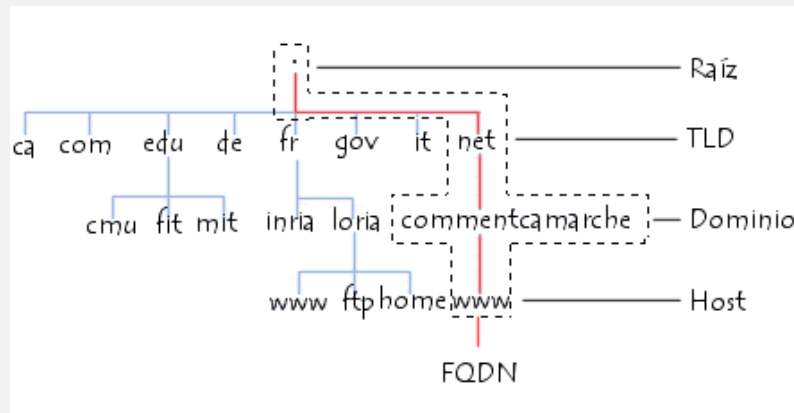 . Raíz
ca com edu de fr gov it net TLD
cmu fit mit inria loria commentcamarche Dominio
www ftp home www Host
FQDN